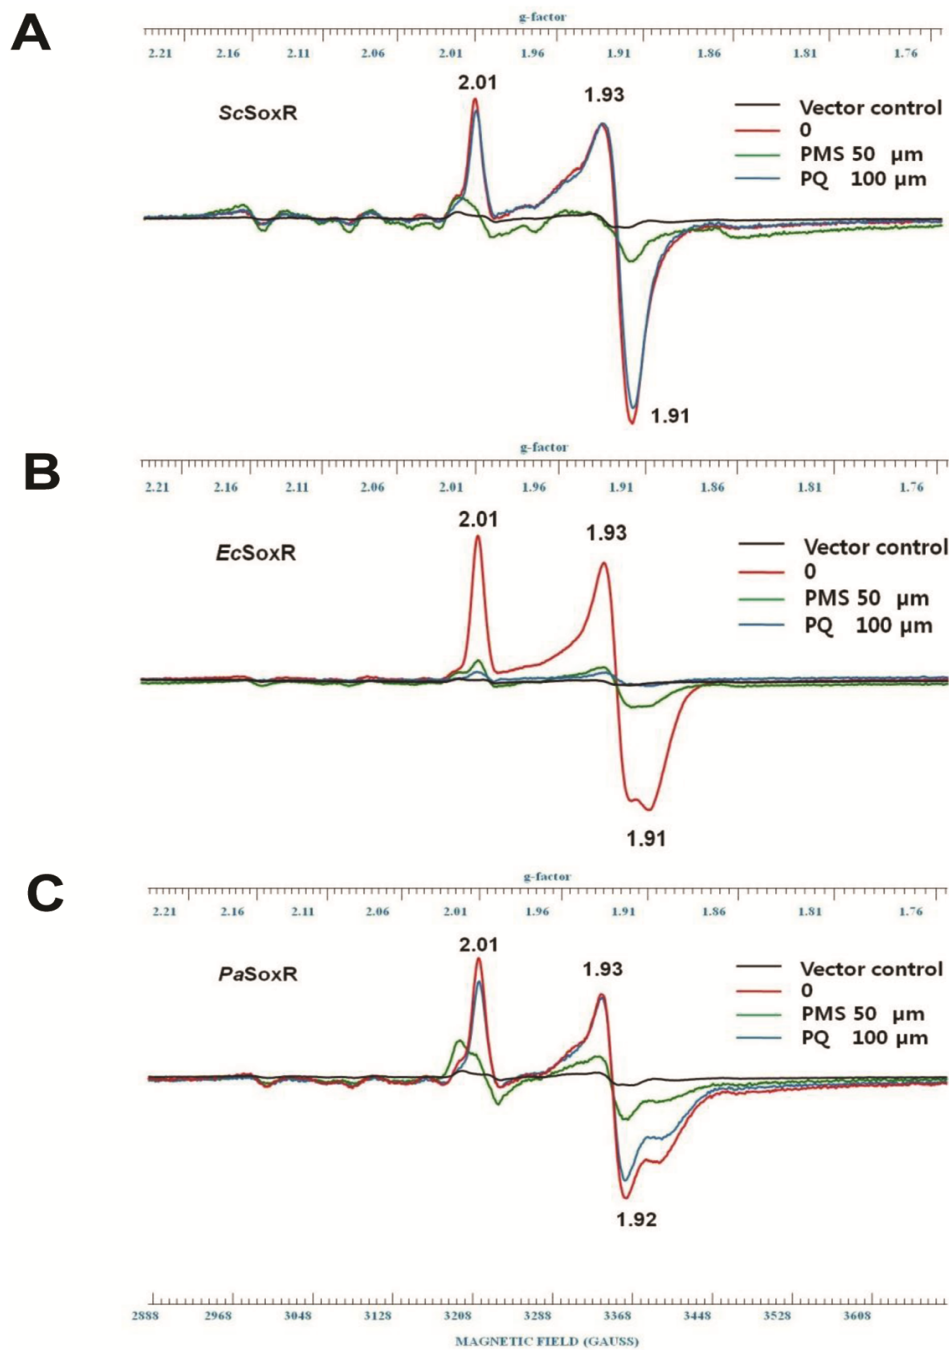 A
g-factor
2.21 2.16 2.11 2.06 2.01 1.96 1.91 1.86 1.81 1.76
2.01
1.93
ScSoxR
Vector control
0
PMS 50 μm
PQ 100 μm
1.91
B
g-factor
2.21 2.16 2.11 2.06 2.01 1.96 1.91 1.86 1.81 1.76
2.01
1.93
EcSoxR
Vector control
0
PMS 50 μm
PQ 100 μm
1.91
C
g-factor
2.21 2.16 2.11 2.06 2.01 1.96 1.91 1.86 1.81 1.76
2.01
1.93
PaSoxR
Vector control
0
PMS 50 μm
PQ 100 μm
1.92
2888 2968 3048 3128 3208 3288 3368 3448 3528 3608
MAGNETIC FIELD (GAUSS)